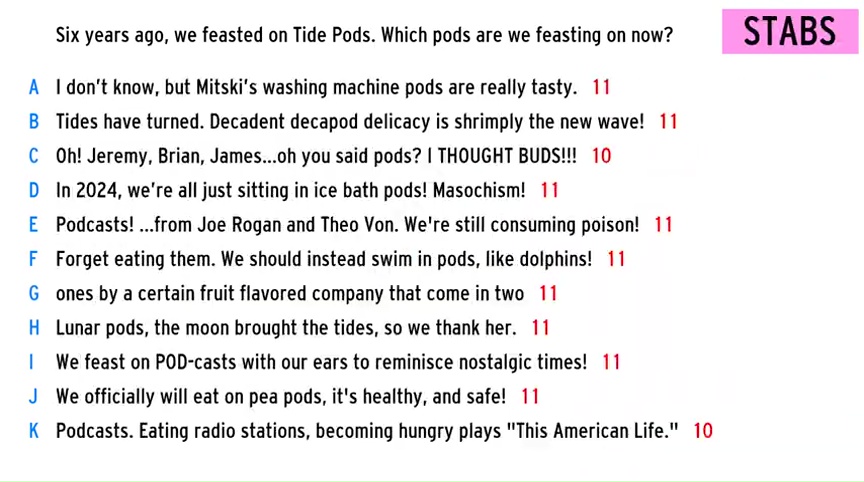 Six years ago, we feasted on Tide Pods. Which pods are we feasting on now?
STABS
A I don't know, but Mitski's washing machine pods are really tasty. 11
B Tides have turned. Decadent decapod delicacy is shrimply the new wave! 11
C Oh! Jeremy, Brian, James...oh you said pods? I THOUGHT BUDS!!! 10
D In 2024, we're all just sitting in ice bath pods! Masochism! 11
E Podcasts! ...from Joe Rogan and Theo Von. We're still consuming poison! 11
F Forget eating them. We should instead swim in pods, like dolphins! 11
G ones by a certain fruit flavored company that come in two 11
H Lunar pods, the moon brought the tides, so we thank her. 11
I We feast on POD-casts with our ears to reminisce nostalgic times! 11
J We officially will eat on pea pods, it's healthy, and safe! 11
K Podcasts. Eating radio stations, becoming hungry plays "This American Life." 10